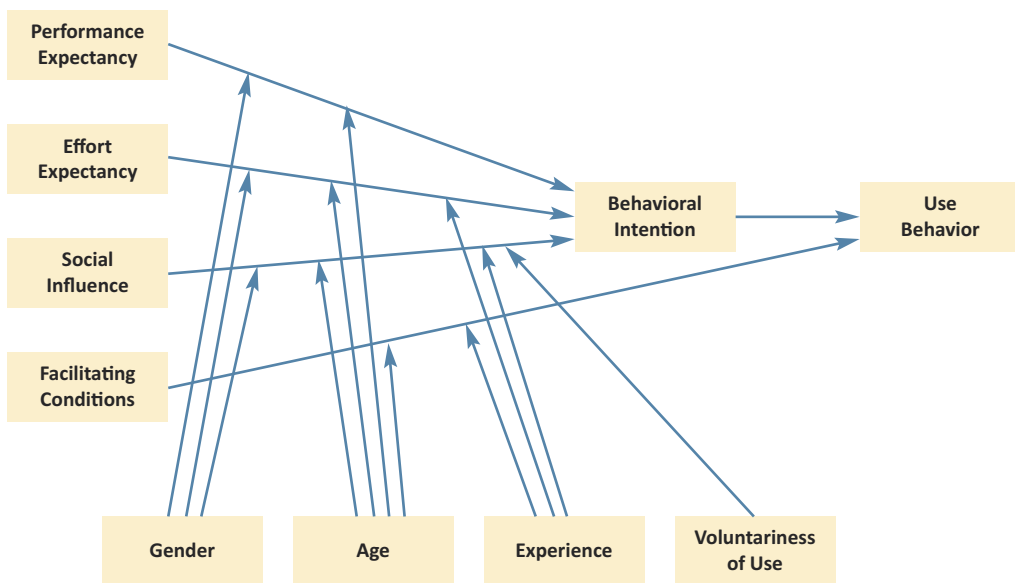 Performance
Expectancy
Effort
Expectancy
Social
Influence
Facilitating
Conditions
Behavioral
Intention
Use
Behavior
Gender
Age
Experience
Voluntariness
of Use